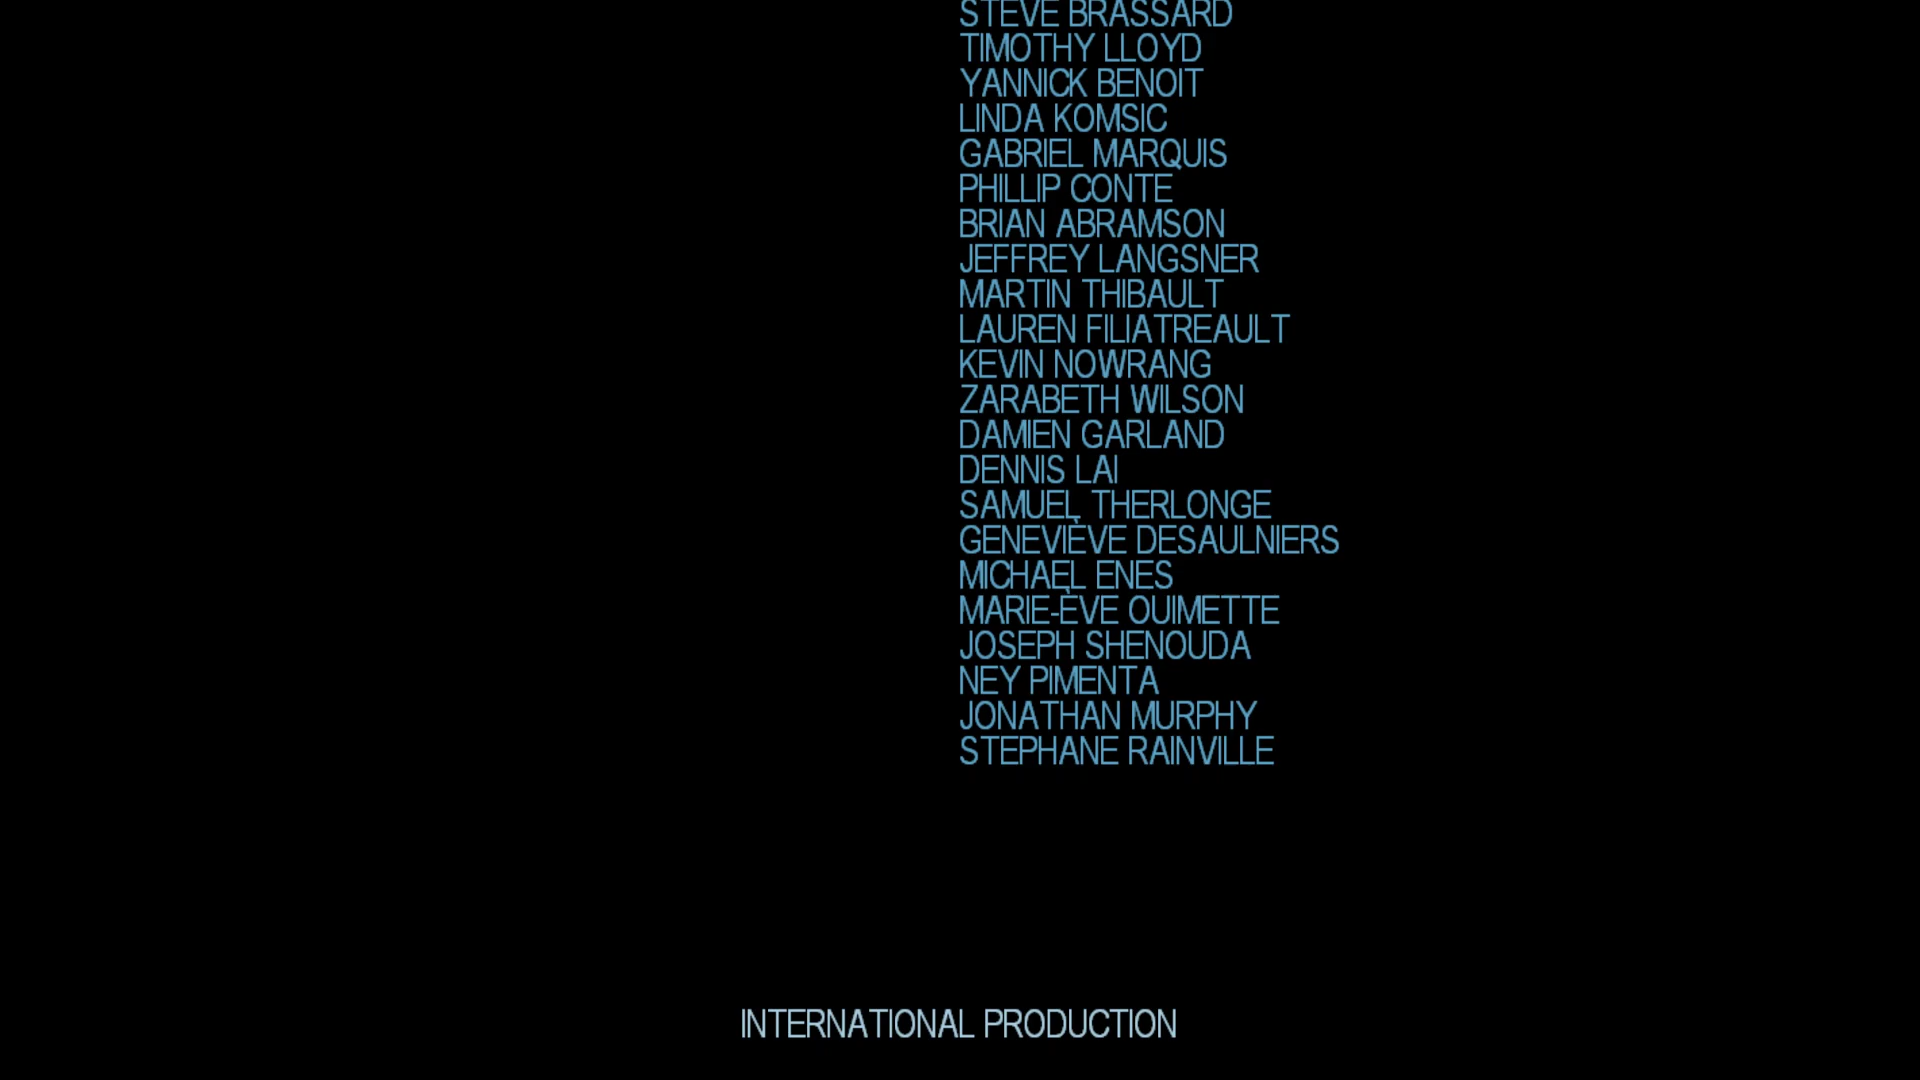 STEVE BRASSARD
TIMOTHY LLOYD
YANNICK BENOIT
LINDA KOMSIC
GABRIEL MARQUIS
PHILLIP CONTE
BRIAN ABRAMSON
JEFFREY LANGSNER
MARTIN THIBAULT
LAUREN FILIATREAULT
KEVIN NOWRANG
ZARABETH WILSON
DAMIEN GARLAND
DENNIS LAI
SAMUEL THERLONGE
GENEVIÈVE DESAULNIERS
MICHAEL ENES
MARIE-ÈVE OUIMETTE
JOSEPH SHENOUDA
NEY PIMENTA
JONATHAN MURPHY
STEPHANE RAINVILLE
INTERNATIONAL PRODUCTION